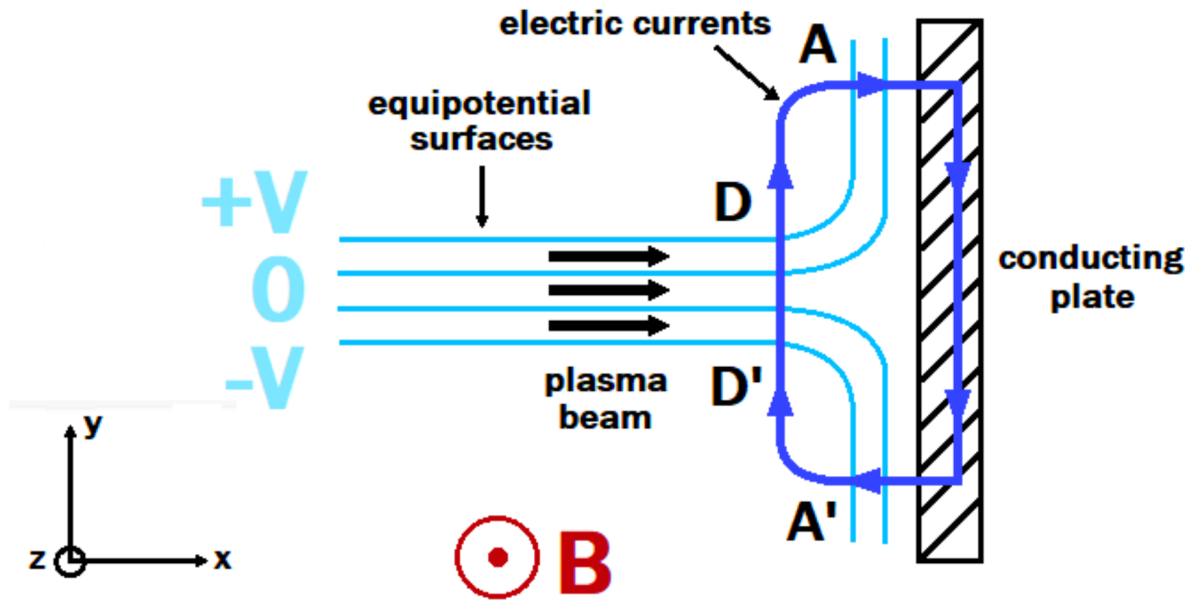 electric currents
A
equipotential
surfaces
+V
D
0
conducting
plate
-V
plasma
beam
D'
y
A'
z
x
B